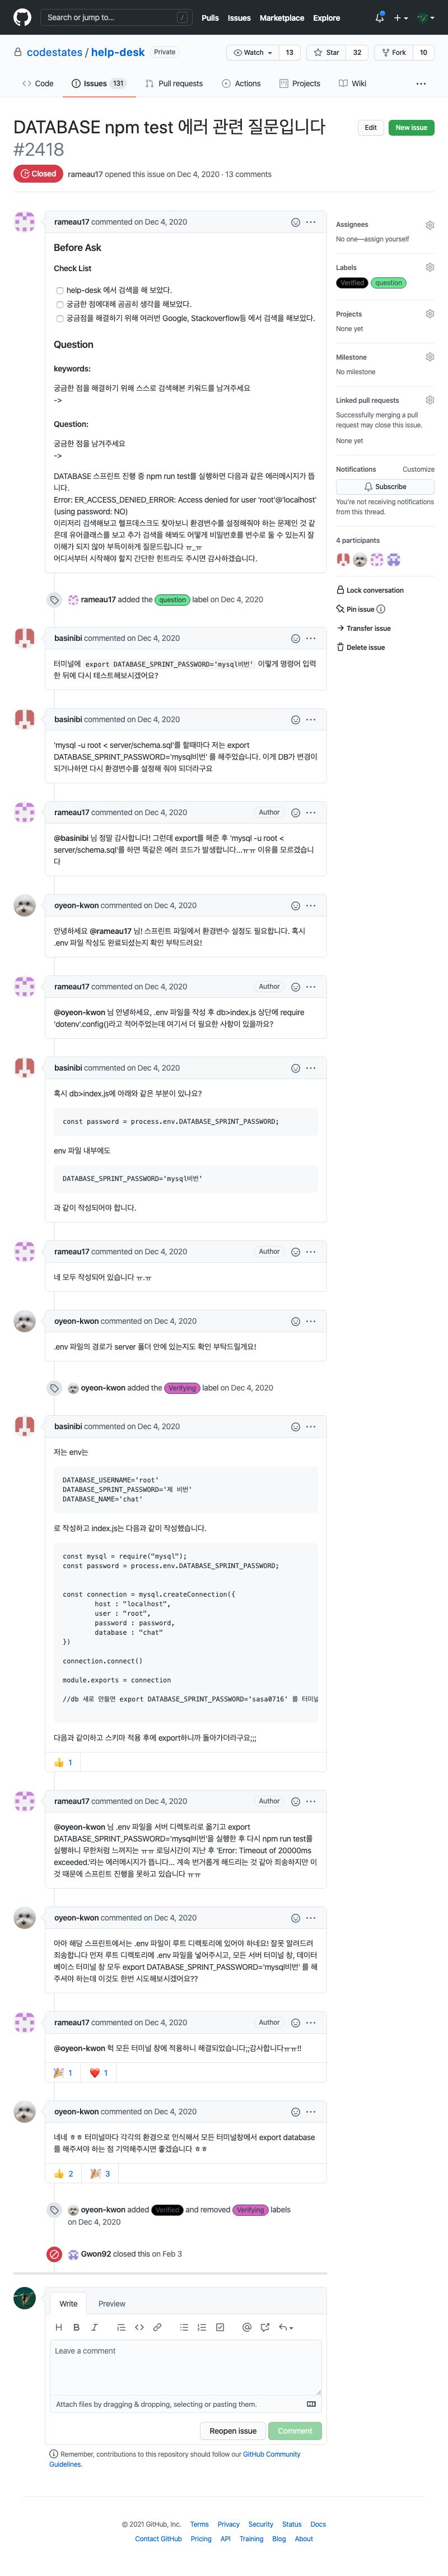 Search or jump to...
/
Pulls Issues Marketplace Explore
codestates / help-desk Private
Watch 13 Star 32 Fork 10
Code Issues 131 Pull requests Actions Projects Wiki
DATABASE npm test 에러 관련 질문입니다
#2418
Edit New issue
Closed rameau17 opened this issue on Dec 4, 2020 · 13 comments
rameau17 commented on Dec 4, 2020
Before Ask
Check List
help-desk 에서 검색을 해 보았다.
궁금한 점에대해 곰곰히 생각을 해보았다.
궁금점을 해결하기 위해 여러번 Google, Stackoverflow등 에서 검색을 해보았다.
Question
keywords:
궁금한 점을 해결하기 위해 스스로 검색해본 키워드를 남겨주세요
->
Question:
궁금한 점을 남겨주세요
->
DATABASE 스프린트 진행 중 npm run test를 실행하면 다음과 같은 에러메시지가 뜹
니다.
Error: ER_ACCESS_DENIED_ERROR: Access denied for user 'root'@'localhost'
(using password: NO)
이리저리 검색해보고 헬프데스크도 찾아보니 환경변수를 설정해줘야 하는 문제인 것 같
은데 유어클래스를 보고 추가 검색을 해봐도 어떻게 비밀번호를 변수로 둘 수 있는지 잘
이해가 되지 않아 부득이하게 질문드립니다 ㅠ_ㅠ
어디서부터 시작해야 할지 간단한 힌트라도 주시면 감사하겠습니다.
Assignees
No one—assign yourself
Labels
Verified question
Projects
None yet
Milestone
No milestone
Linked pull requests
Successfully merging a pull
request may close this issue.
None yet
Notifications Customize
Subscribe
You're not receiving notifications
from this thread.
4 participants
Lock conversation
Pin issue
Transfer issue
Delete issue
rameau17 added the question label on Dec 4, 2020
basinibi commented on Dec 4, 2020
터미널에 export DATABASE_SPRINT_PASSWORD='mysql비번' 이렇게 명령어 입력
한 뒤에 다시 테스트해보시겠어요?
basinibi commented on Dec 4, 2020
'mysql -u root < server/schema.sql'를 할때마다 저는 export
DATABASE_SPRINT_PASSWORD='mysql비번' 를 해주었습니다. 이게 DB가 변경이
되거나하면 다시 환경변수를 설정해 줘야 되더라구요
rameau17 commented on Dec 4, 2020 Author
@basinibi 님 정말 감사합니다! 그런데 export를 해준 후 'mysql -u root <
server/schema.sql'를 하면 똑같은 에러 코드가 발생합니다...ㅠㅠ 이유를 모르겠습니
다
oyeon-kwon commented on Dec 4, 2020
안녕하세요 @rameau17 님! 스프린트 파일에서 환경변수 설정도 필요합니다. 혹시
.env 파일 작성도 완료되셨는지 확인 부탁드려요!
rameau17 commented on Dec 4, 2020 Author
@oyeon-kwon 님 안녕하세요, .env 파일을 작성 후 db>index.js 상단에 require
'dotenv'.config()라고 적어주었는데 여기서 더 필요한 사항이 있을까요?
basinibi commented on Dec 4, 2020
혹시 db>index.js에 아래와 같은 부분이 있나요?
const password = process.env.DATABASE_SPRINT_PASSWORD;
env 파일 내부에도
DATABASE_SPRINT_PASSWORD='mysql비번'
과 같이 작성되어야 합니다.
rameau17 commented on Dec 4, 2020 Author
네 모두 작성되어 있습니다 ㅠ.ㅠ
oyeon-kwon commented on Dec 4, 2020
.env 파일의 경로가 server 폴더 안에 있는지도 확인 부탁드릴게요!
oyeon-kwon added the Verifying label on Dec 4, 2020
basinibi commented on Dec 4, 2020
저는 env는
DATABASE_USERNAME='root'
DATABASE_SPRINT_PASSWORD='제 비번'
DATABASE_NAME='chat'
로 작성하고 index.js는 다음과 같이 작성했습니다.
const mysql = require("mysql");
const password = process.env.DATABASE_SPRINT_PASSWORD;
const connection = mysql.createConnection({
host : "localhost",
user : "root",
password : password,
database : "chat"
})
connection.connect()
module.exports = connection
//db 새로 만들면 export DATABASE_SPRINT_PASSWORD='sasa0716' 를 터미널
다음과 같이하고 스키마 적용 후에 export하니까 돌아가더라구요;;;
👍 1
rameau17 commented on Dec 4, 2020 Author
@oyeon-kwon 님 .env 파일을 서버 디렉토리로 옮기고 export
DATABASE_SPRINT_PASSWORD='mysql비번'을 실행한 후 다시 npm run test를
실행하니 무한처럼 느껴지는 ㅠㅠ 로딩시간이 지난 후 'Error: Timeout of 20000ms
exceeded.'라는 에러메시지가 뜹니다... 계속 번거롭게 해드리는 것 같아 죄송하지만 이
것 때문에 스프린트 진행을 못하고 있습니다 ㅠㅠ
oyeon-kwon commented on Dec 4, 2020
아아 해당 스프린트에서는 .env 파일이 루트 디렉토리에 있어야 하네요! 잘못 알려드려
죄송합니다 먼저 루트 디렉토리에 .env 파일을 넣어주시고, 모든 서버 터미널 창, 데이터
베이스 터미널 창 모두 export DATABASE_SPRINT_PASSWORD='mysql비번' 를 해
주셔야 하는데 이것도 한번 시도해보시겠어요??
rameau17 commented on Dec 4, 2020 Author
@oyeon-kwon 헉 모든 터미널 창에 적용하니 해결되었습니다;;감사합니다ㅠㅠ!!
🎉 1 ❤️ 1
oyeon-kwon commented on Dec 4, 2020
네네 ㅎㅎ 터미널마다 각각의 환경으로 인식해서 모든 터미널창에서 export database
를 해주셔야 하는 점 기억해주시면 좋겠습니다 ㅎㅎ
👍 2 🎉 3
oyeon-kwon added Verified and removed Verifying labels
on Dec 4, 2020
Gwon92 closed this on Feb 3
Write Preview
Leave a comment
Attach files by dragging & dropping, selecting or pasting them.
Reopen issue Comment
Remember, contributions to this repository should follow our GitHub Community
Guidelines.
© 2021 GitHub, Inc. Terms Privacy Security Status Docs
Contact GitHub Pricing API Training Blog About